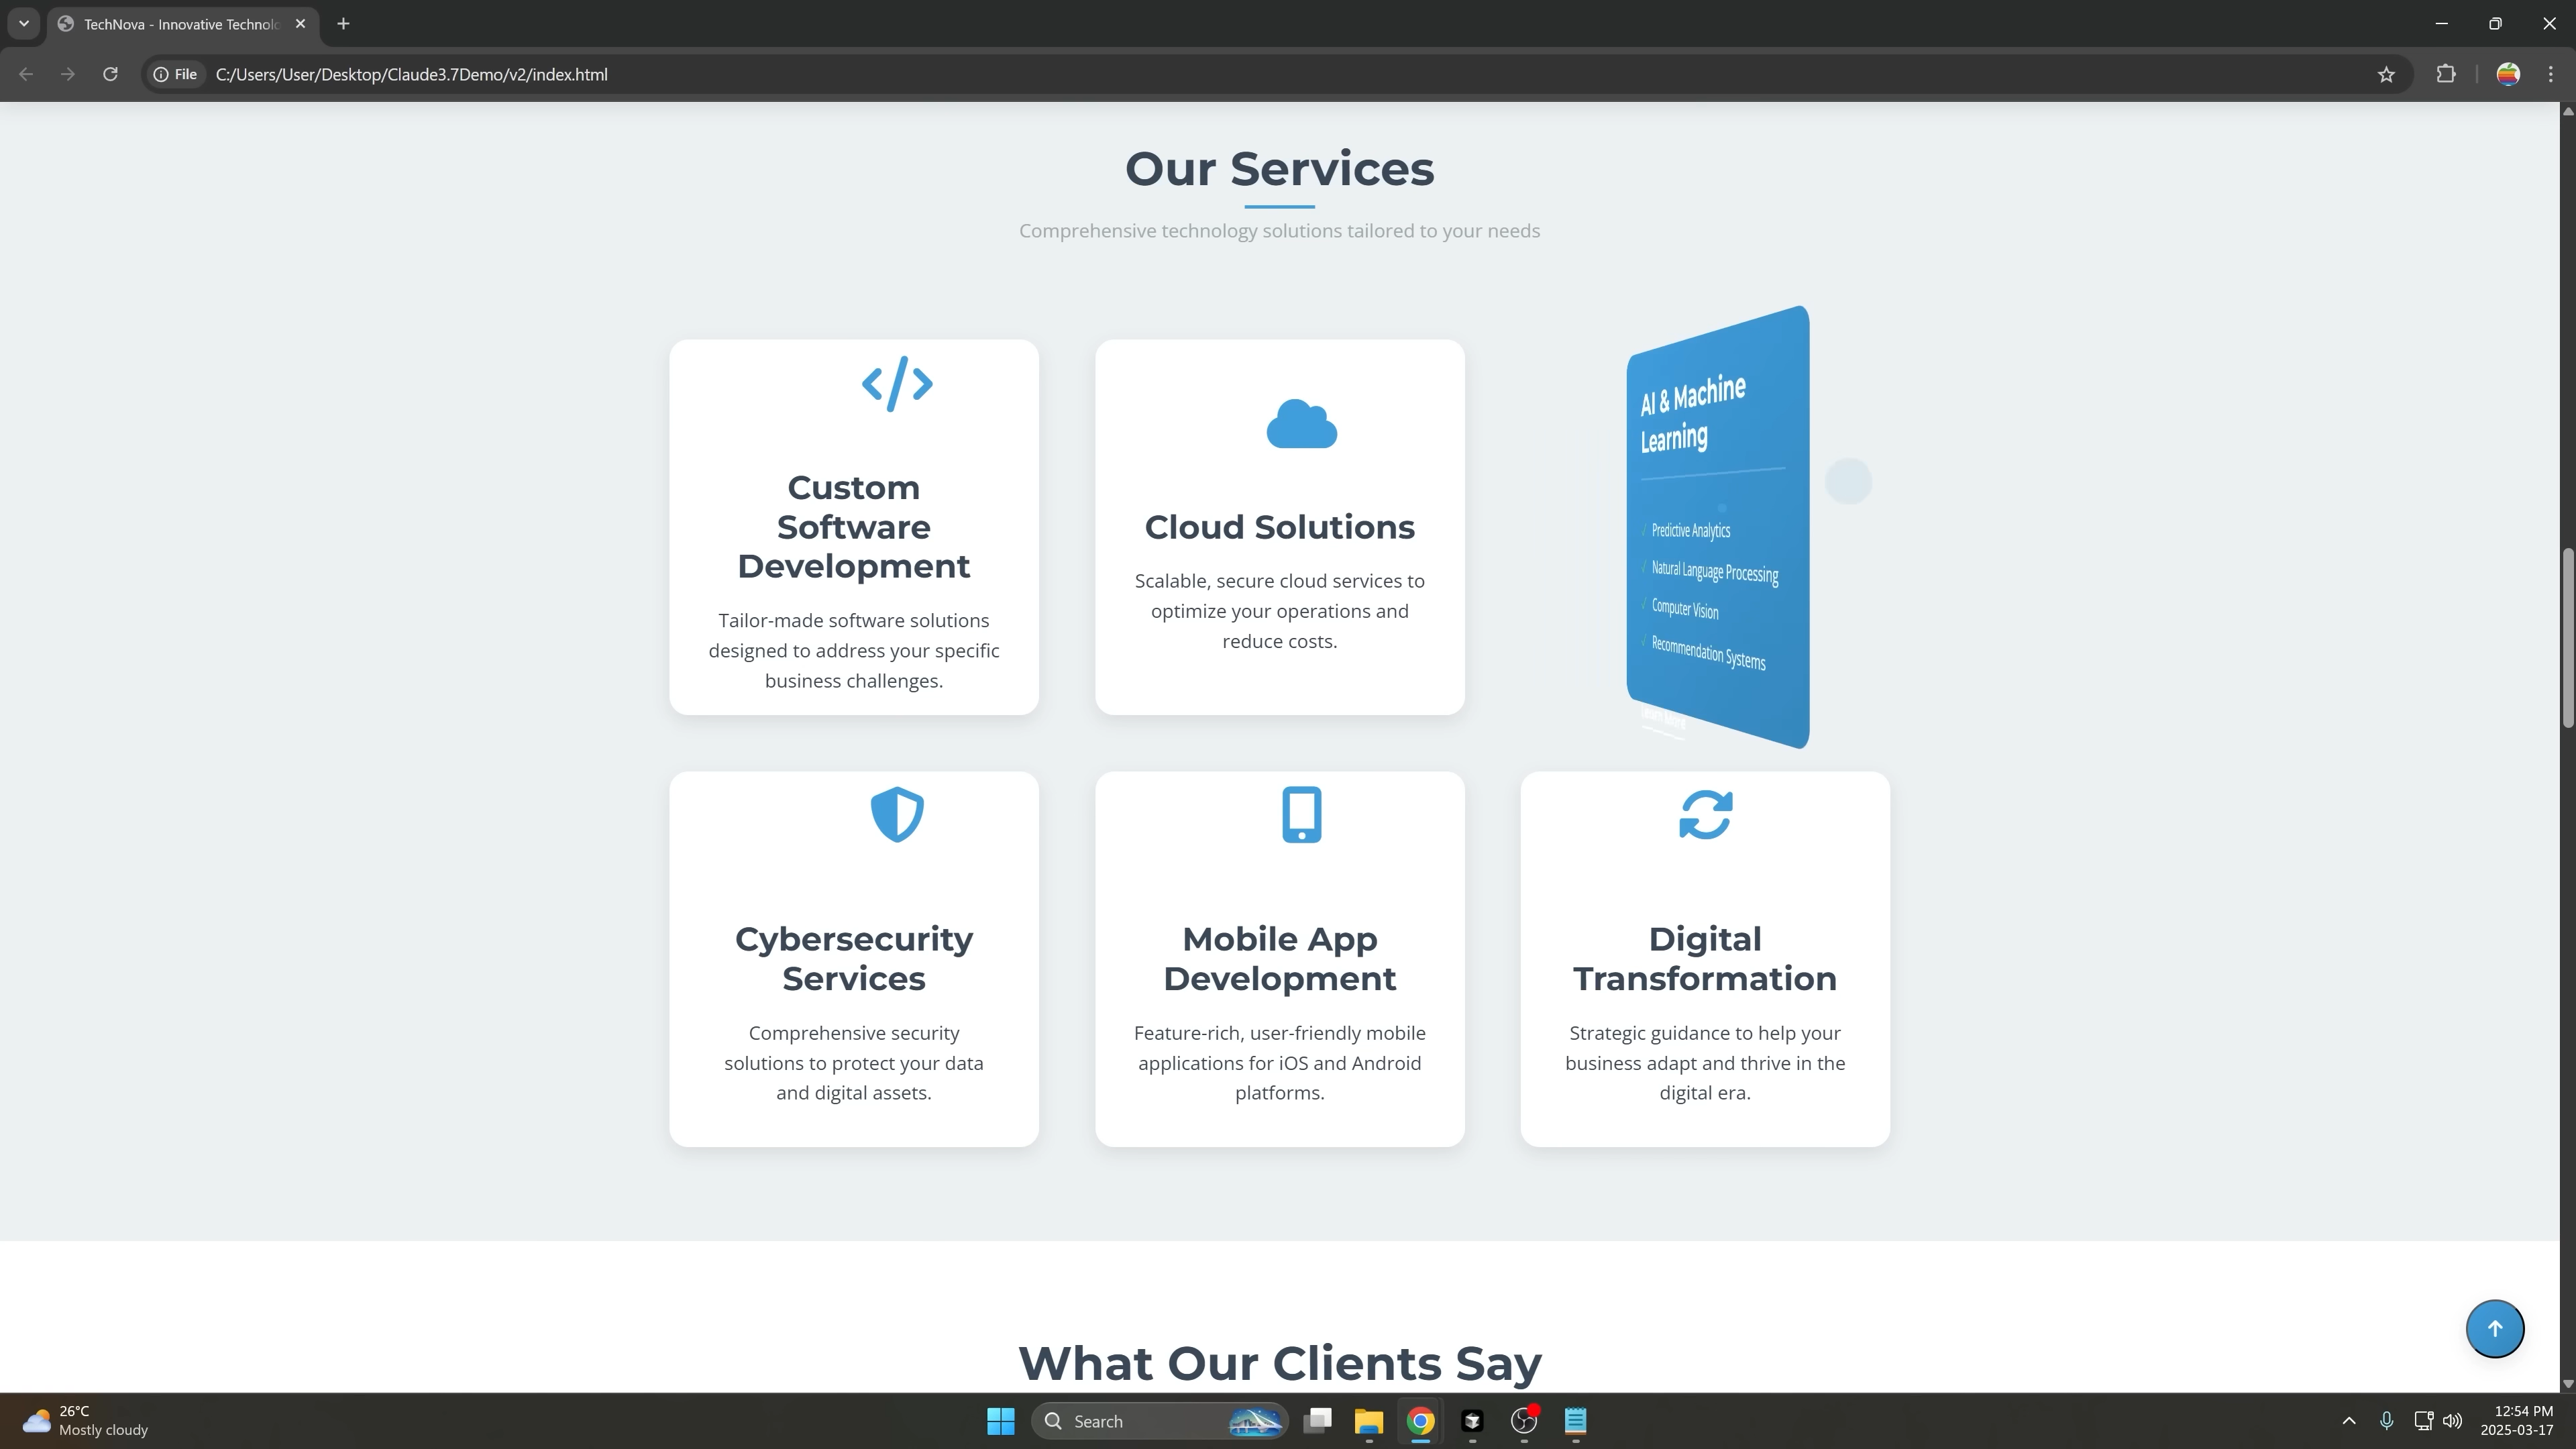 TechNova - Innovative Technolo
File
C:/Users/User/Desktop/Claude3.7Demo/v2/index.html
Our Services
Comprehensive technology solutions tailored to your needs
Custom
Software
Development
Tailor-made software solutions
designed to address your specific
business challenges.
Cloud Solutions
Scalable, secure cloud services to
optimize your operations and
reduce costs.
AI & Machine
Learning
Predictive Analytics
Natural Language Processing
Computer Vision
Recommendation Systems
Cybersecurity
Services
Comprehensive security
solutions to protect your data
and digital assets.
Mobile App
Development
Feature-rich, user-friendly mobile
applications for iOS and Android
platforms.
Digital
Transformation
Strategic guidance to help your
business adapt and thrive in the
digital era.
What Our Clients Say
26°C
Mostly cloudy
Search
12:54 PM
2025-03-17